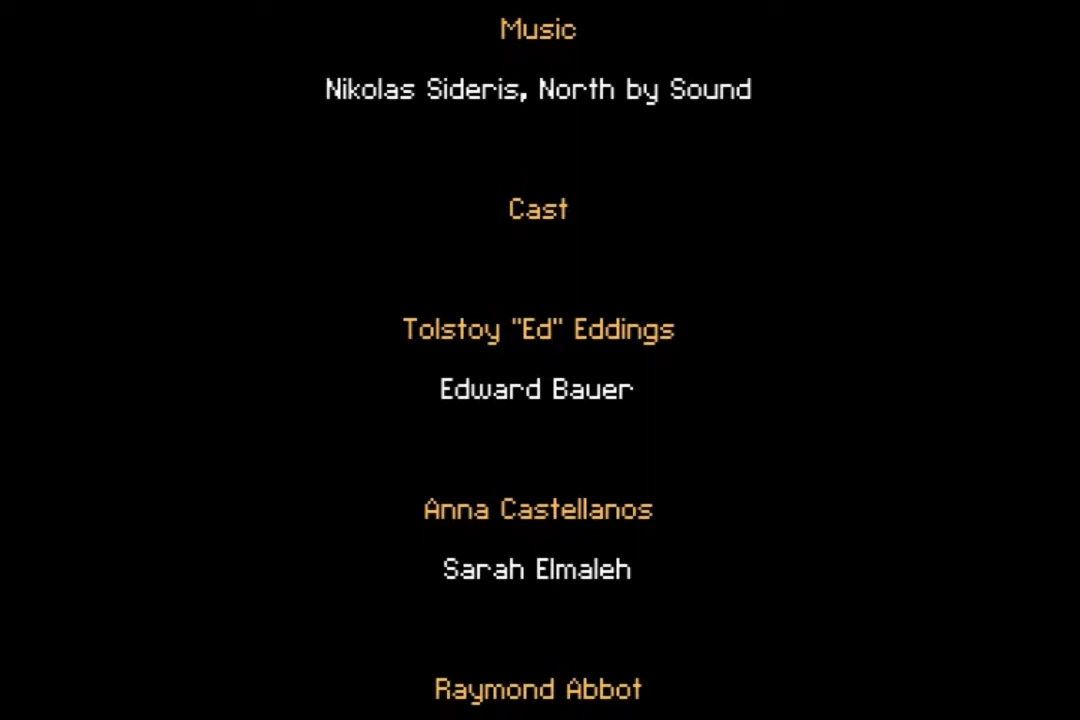 Music
Nikolas Sideris, North by Sound
Cast
Tolstoy "Ed" Eddings
Edward Bauer
Anna Castellanos
Sarah Elmaleh
Raymond Abbot